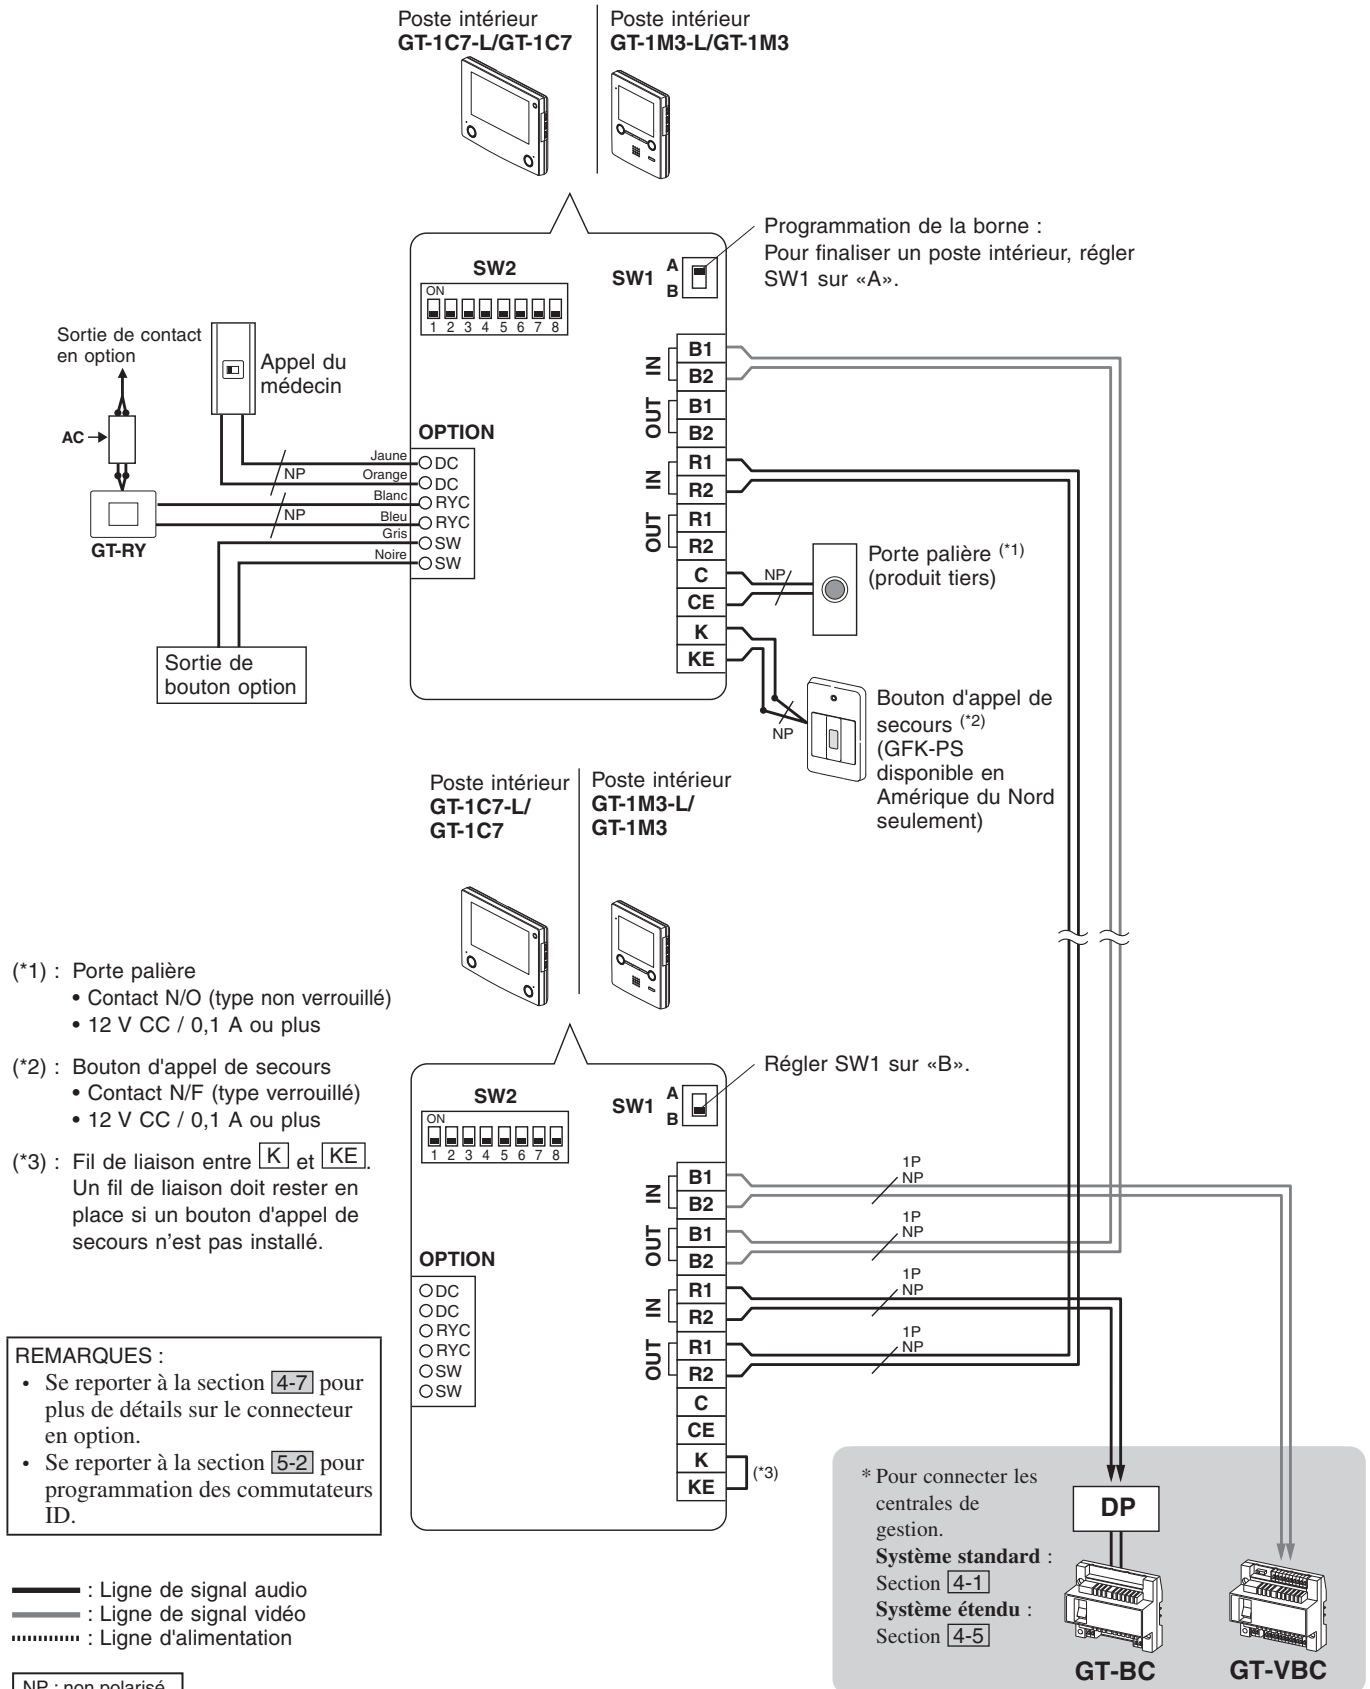 Poste intérieur
GT-1C7-L/GT-1C7
Poste intérieur
GT-1M3-L/GT-1M3
Programmation de la borne :
Pour finaliser un poste intérieur, régler
SW1 sur «A».
SW2
ON
1 2 3 4 5 6 7 8
SW1
A
B
Sortie de contact
en option
AC
GT-RY
Appel du
médecin
NP
NP
Jaune
Orange
Blanc
Bleu
Gris
Noire
OPTION
DC
DC
RYC
RYC
SW
SW
Sortie de
bouton option
IN
B1
B2
OUT
B1
B2
IN
R1
R2
OUT
R1
R2
C
CE
K
KE
NP
Porte palière (*1)
(produit tiers)
NP
Bouton d'appel de
secours (*2)
(GFK-PS
disponible en
Amérique du Nord
seulement)
Poste intérieur
GT-1C7-L/
GT-1C7
Poste intérieur
GT-1M3-L/
GT-1M3
(*1) : Porte palière
• Contact N/O (type non verrouillé)
• 12 V CC / 0,1 A ou plus
(*2) : Bouton d'appel de secours
• Contact N/F (type verrouillé)
• 12 V CC / 0,1 A ou plus
(*3) : Fil de liaison entre K et KE.
Un fil de liaison doit rester en
place si un bouton d'appel de
secours n'est pas installé.
Régler SW1 sur «B».
SW2
ON
1 2 3 4 5 6 7 8
SW1
A
B
OPTION
DC
DC
RYC
RYC
SW
SW
IN
B1
B2
OUT
B1
B2
IN
R1
R2
OUT
R1
R2
C
CE
K
KE
(*3)
1P
NP
1P
NP
1P
NP
1P
NP
REMARQUES :
• Se reporter à la section 4-7 pour
plus de détails sur le connecteur
en option.
• Se reporter à la section 5-2 pour
programmation des commutateurs
ID.
* Pour connecter les
centrales de
gestion.
Système standard :
Section 4-1
Système étendu :
Section 4-5
DP
GT-BC
GT-VBC
: Ligne de signal audio
: Ligne de signal vidéo
: Ligne d'alimentation
NP : non polarisé